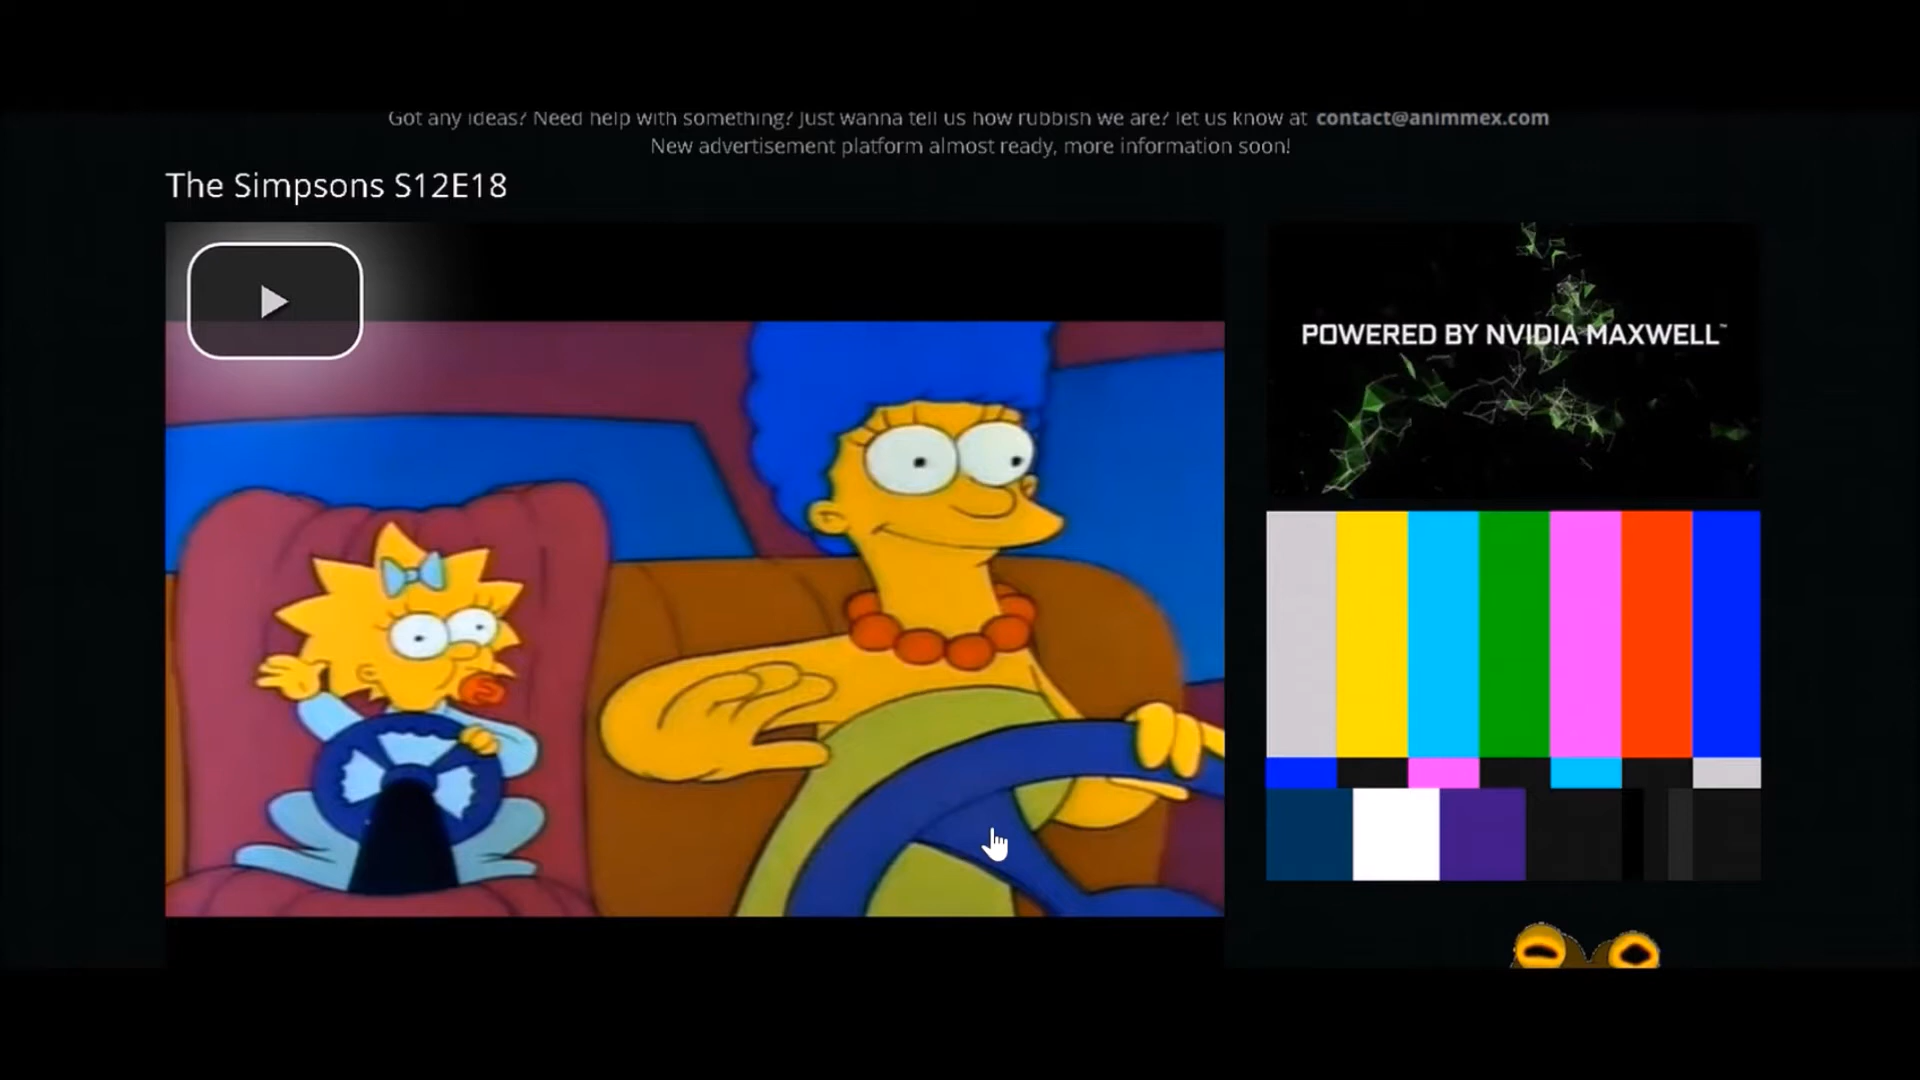 Got any ideas? Need help with something? Just wanna tell us how rubbish we are? let us know at contact@animmex.com
New advertisement platform almost ready, more information soon!
The Simpsons S12E18
POWERED BY NVIDIA MAXWELL™